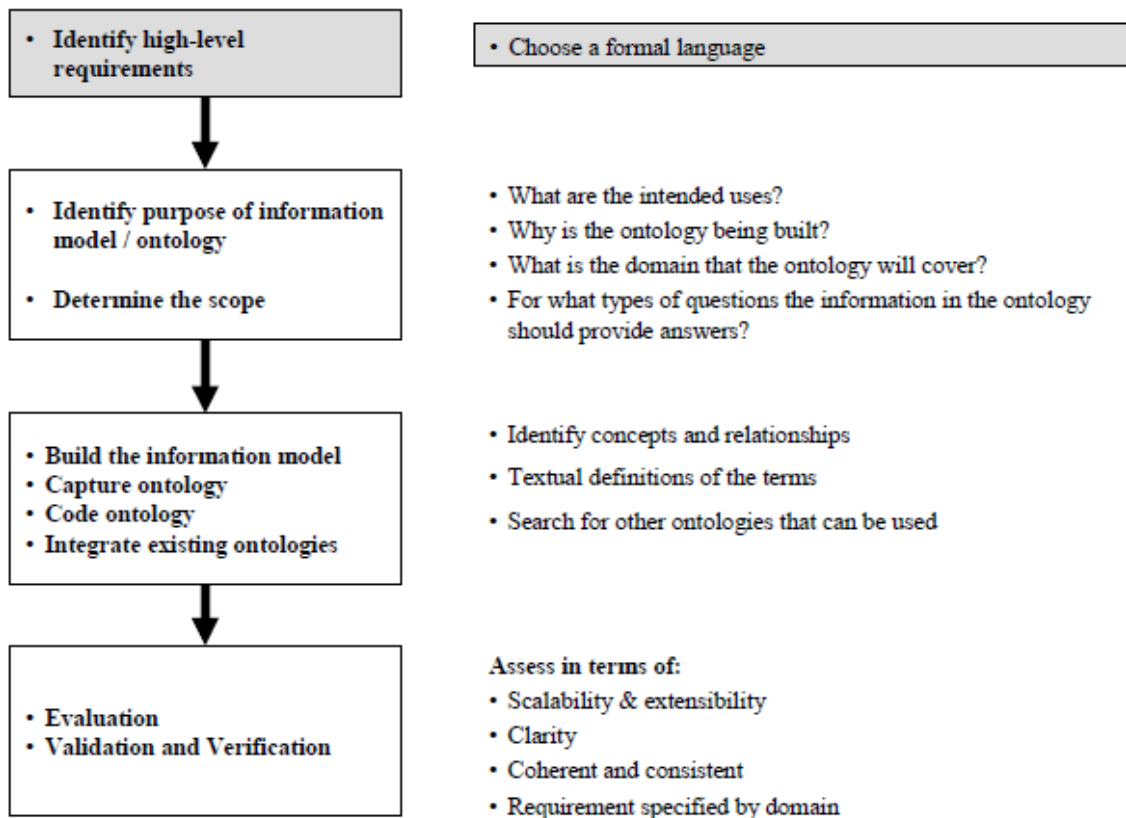 • Identify high-level
requirements
• Choose a formal language
• Identify purpose of information
model / ontology
• Determine the scope
• What are the intended uses?
• Why is the ontology being built?
• What is the domain that the ontology will cover?
• For what types of questions the information in the ontology
should provide answers?
• Build the information model
• Capture ontology
• Code ontology
• Integrate existing ontologies
• Identify concepts and relationships
• Textual definitions of the terms
• Search for other ontologies that can be used
• Evaluation
• Validation and Verification
Assess in terms of:
• Scalability & extensibility
• Clarity
• Coherent and consistent
• Requirement specified by domain